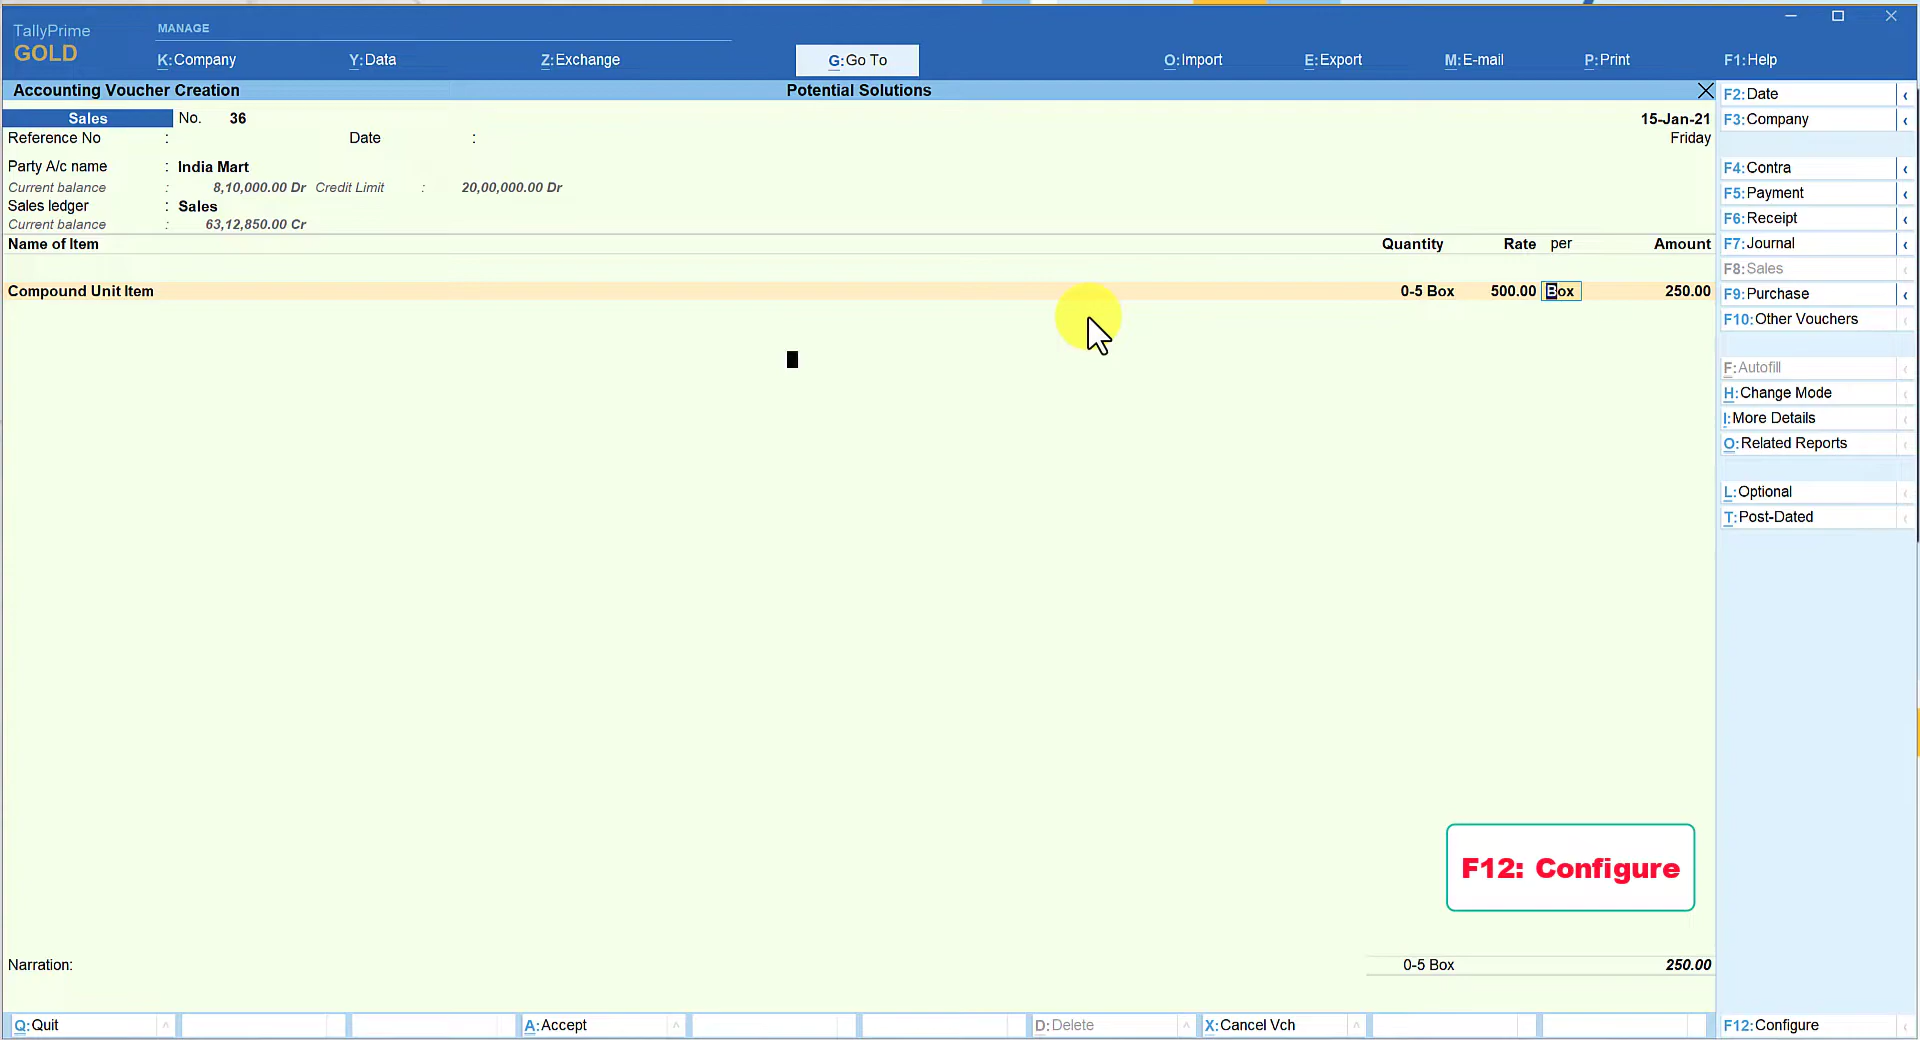 TallyPrime
GOLD
MANAGE
K:Company Y:Data Z:Exchange G:Go To O:Import E:Export M:E-mail P:Print F1:Help
Accounting Voucher Creation Potential Solutions
Sales No. 36 15-Jan-21
Reference No : Date : Friday
Party A/c name : India Mart
Current balance : 8,10,000.00 Dr Credit Limit : 20,00,000.00 Dr
Sales ledger : Sales
Current balance : 63,12,850.00 Cr
Name of Item Quantity Rate per Amount
Compound Unit Item 0-5 Box 500.00 Box 250.00
F2:Date
F3:Company
F4:Contra
F5:Payment
F6:Receipt
F7:Journal
F8:Sales
F9:Purchase
F10:Other Vouchers
F:Autofill
H:Change Mode
I:More Details
O:Related Reports
L:Optional
T:Post-Dated
F12: Configure
Narration: 0-5 Box 250.00
Q:Quit A:Accept D:Delete X:Cancel Vch F12:Configure